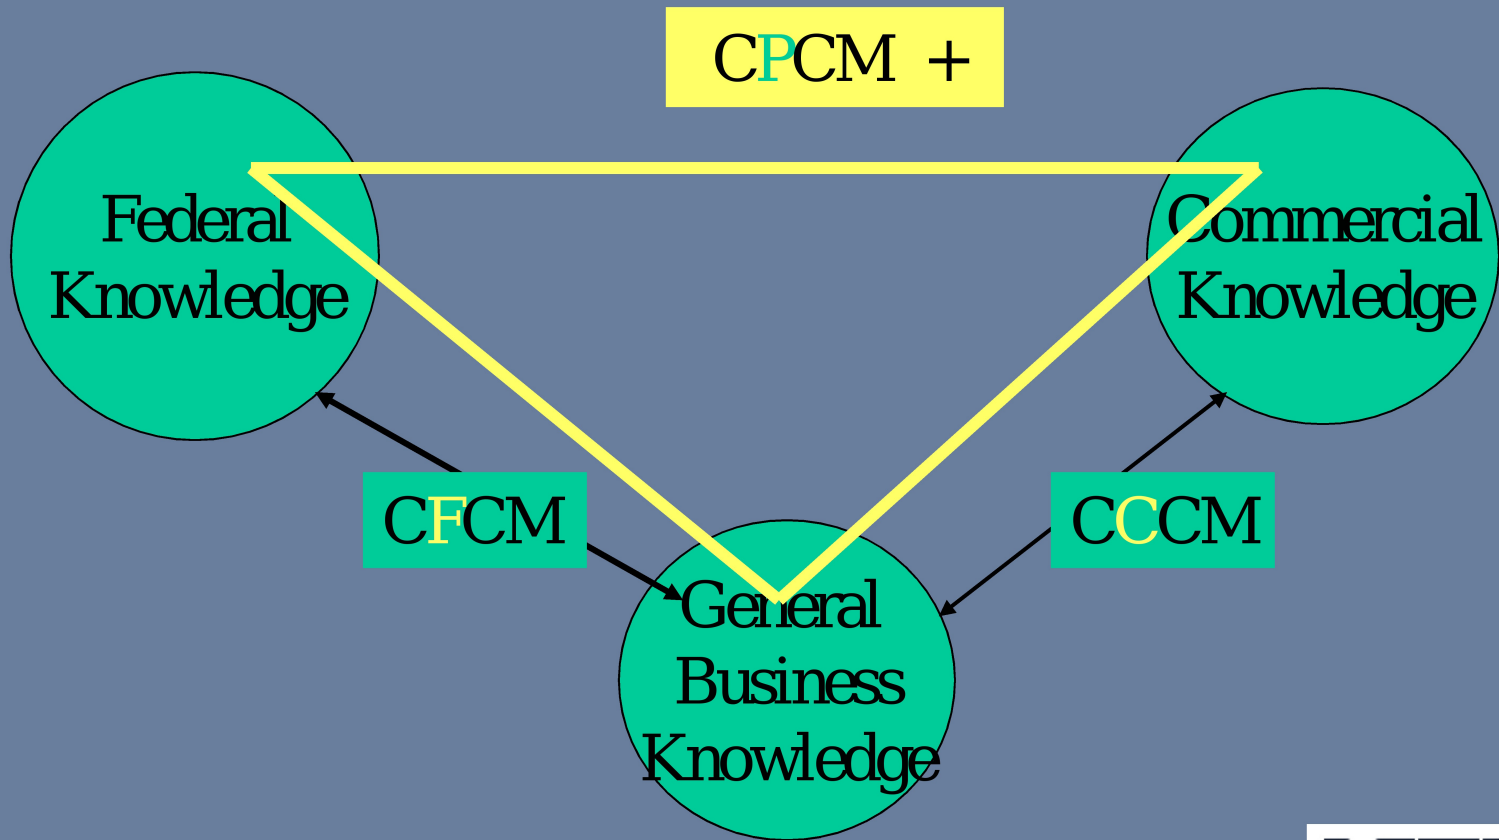 CPCM +
Federal
Knowledge
Commercial
Knowledge
CFCM
CCCM
General
Business
Knowledge